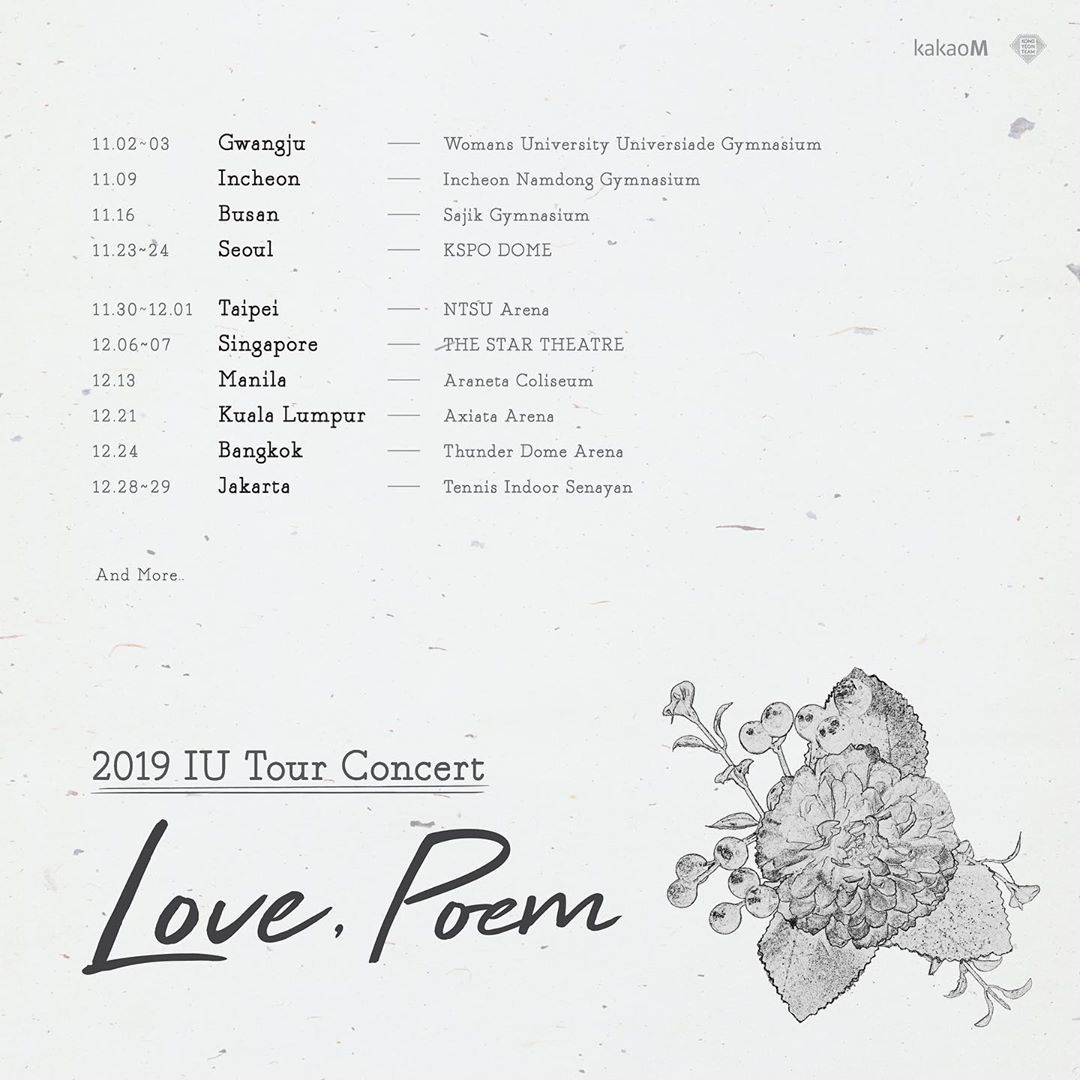 kakaoM
KONG
YEON
TEAM
11.02~03 Gwangju — Womans University Universiade Gymnasium
11.09 Incheon — Incheon Namdong Gymnasium
11.16 Busan — Sajik Gymnasium
11.23~24 Seoul — KSPO DOME
11.30~12.01 Taipei — NTSU Arena
12.06~07 Singapore — THE STAR THEATRE
12.13 Manila — Araneta Coliseum
12.21 Kuala Lumpur — Axiata Arena
12.24 Bangkok — Thunder Dome Arena
12.28~29 Jakarta — Tennis Indoor Senayan
And More..
2019 IU Tour Concert
Love, Poem